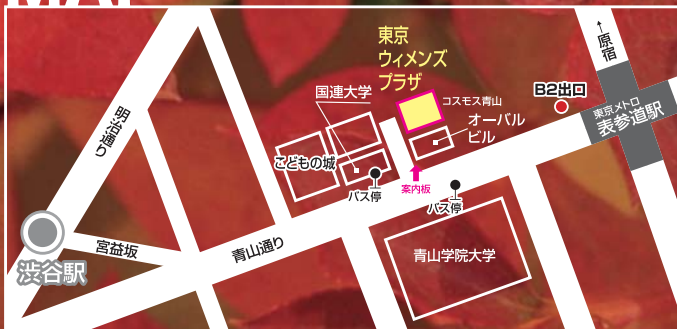 MAP
↑原宿
東京
ウィメンズ
プラザ
コスモス青山
国連大学
B2出口
東京メトロ
表参道駅
オーバル
ビル
明治通り
こどもの城
バス停
案内板
バス停
青山通り
宮益坂
渋谷駅
青山学院大学